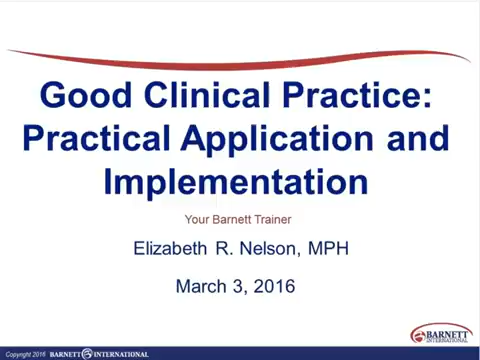 Good Clinical Practice:
Practical Application and
Implementation
Your Barnett Trainer
Elizabeth R. Nelson, MPH
March 3, 2016
BARNETT
INTERNATIONAL
Copyright 2016 BARNETT INTERNATIONAL